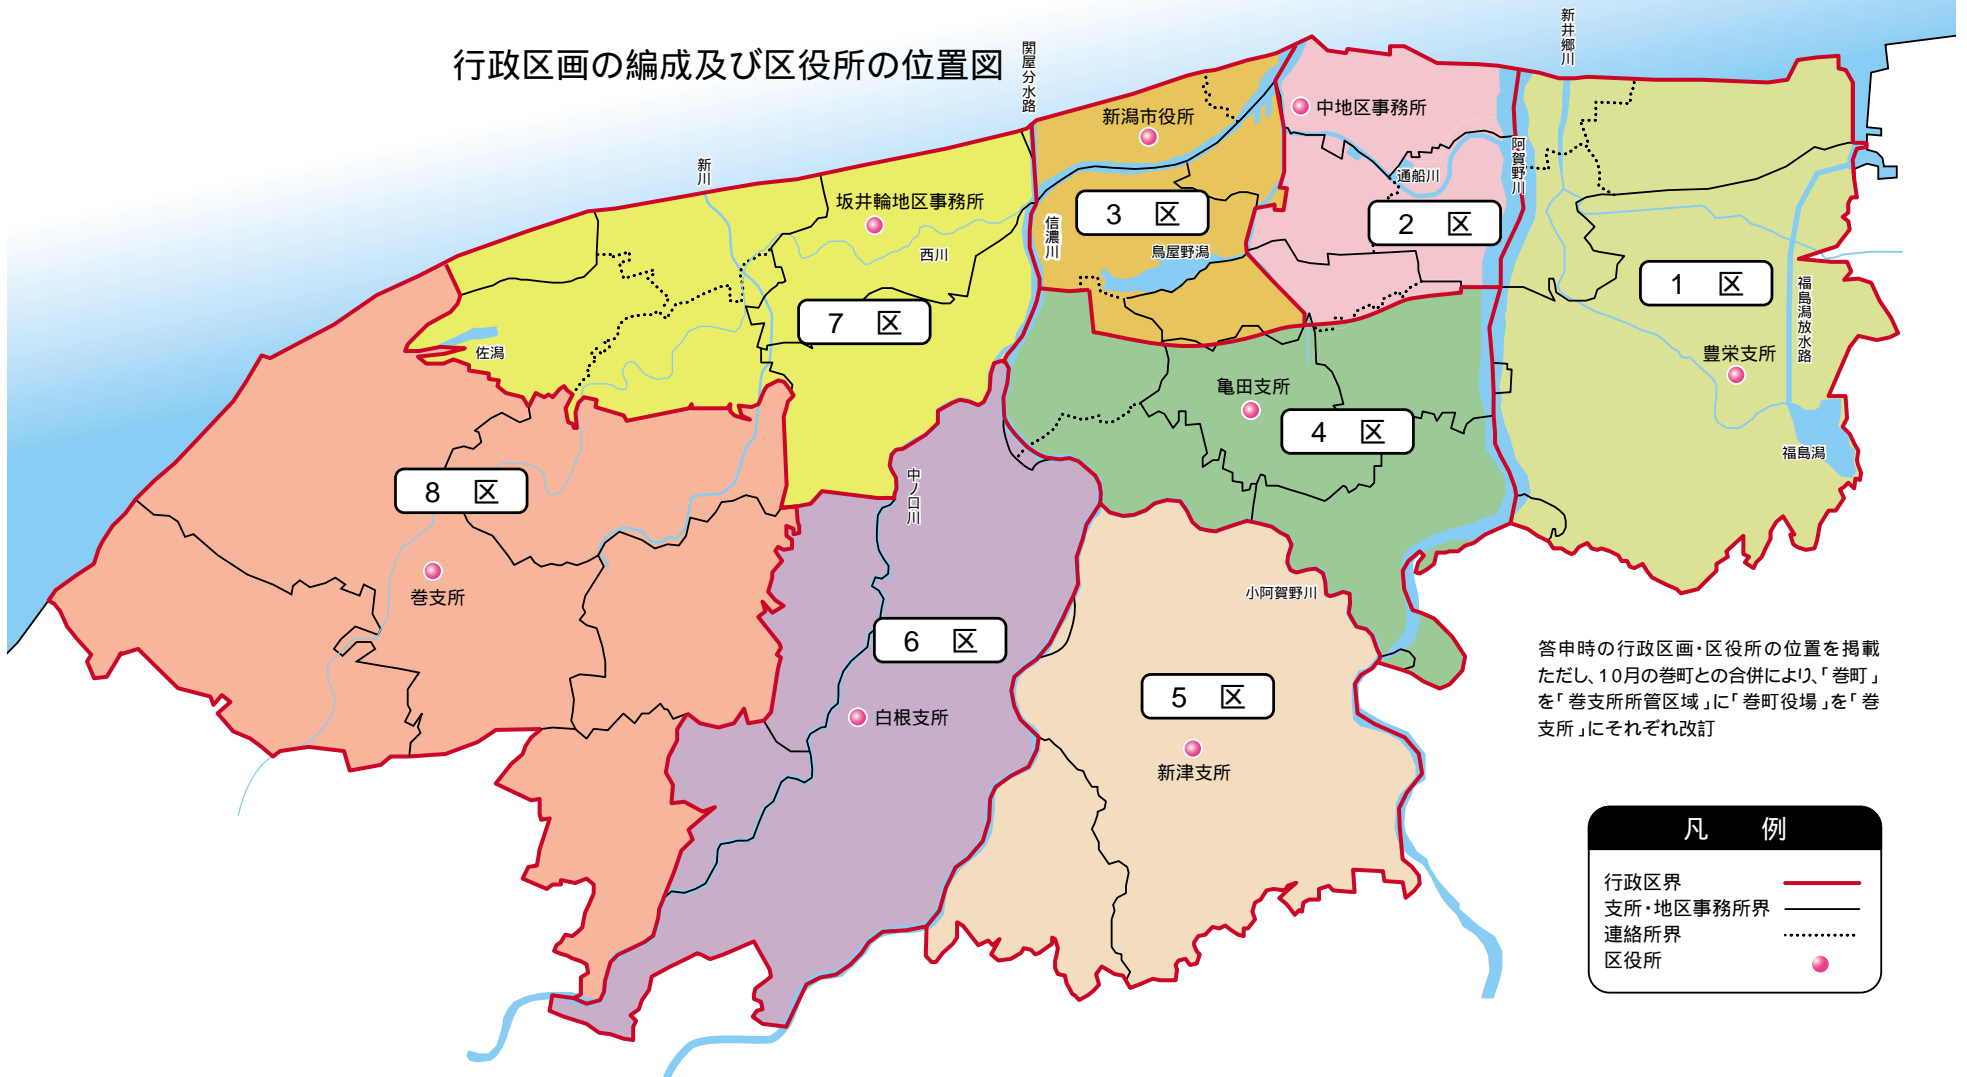 行政区画の編成及び区役所の位置図
関屋分水路
新井郷川
新潟市役所
中地区事務所
阿賀野川
新川
通船川
坂井輪地区事務所
3 区
2 区
信濃川
西川
鳥屋野潟
1 区
福島潟放水路
7 区
佐潟
豊栄支所
亀田支所
4 区
福島潟
8 区
中ノ口川
巻支所
小阿賀野川
6 区
5 区
白根支所
新津支所
答申時の行政区画・区役所の位置を掲載
ただし、10月の巻町との合併により、「巻町」
を「巻支所所管区域」に「巻町役場」を「巻
支所」にそれぞれ改訂
凡 例
行政区界
支所・地区事務所界
連絡所界
区役所